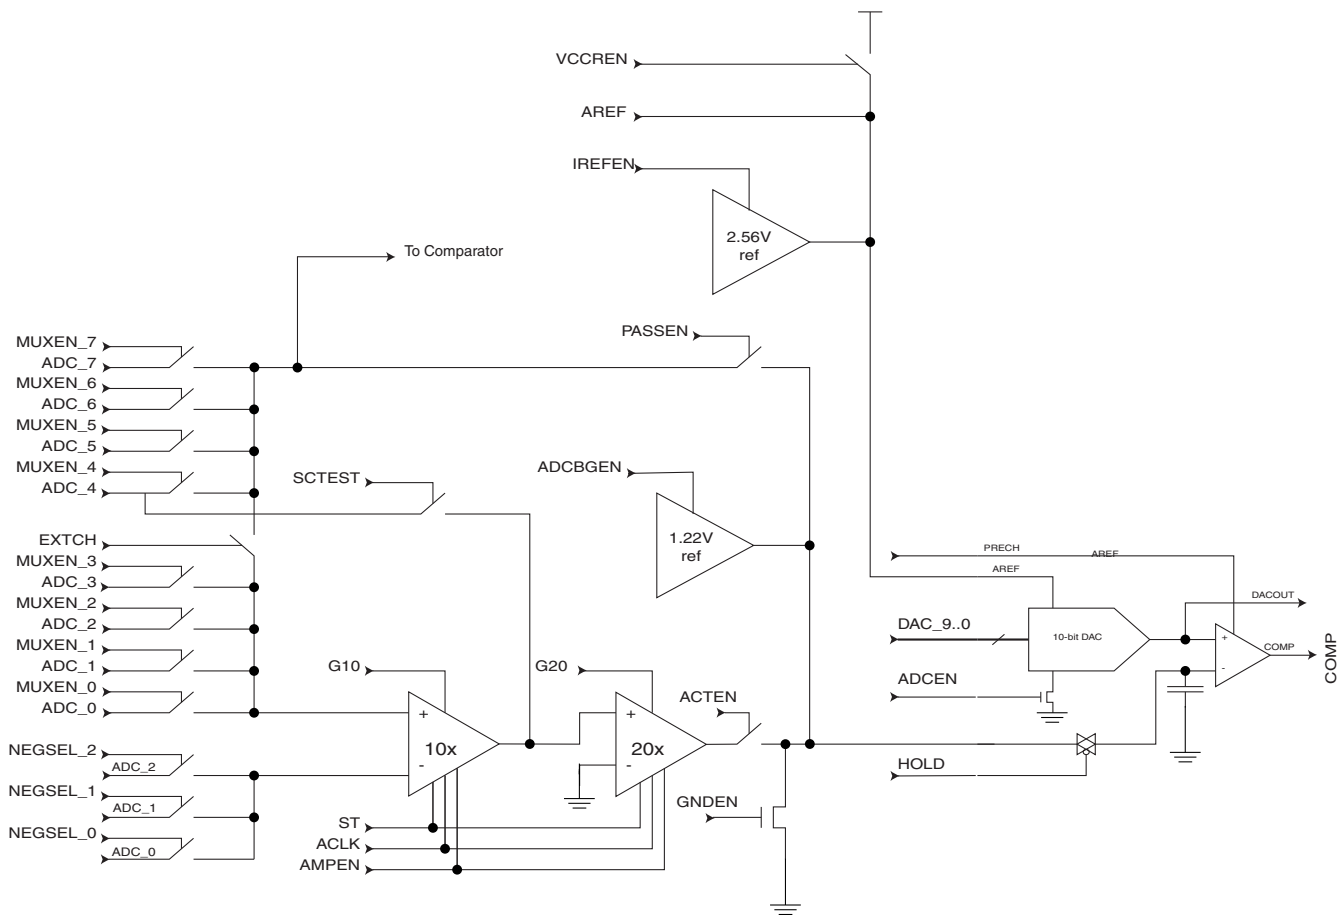 VCCREN
AREF
IREFEN
2.56V
ref
To Comparator
PASSEN
MUXEN_7
ADC_7
MUXEN_6
ADC_6
MUXEN_5
ADC_5
MUXEN_4
ADC_4
SCTEST
ADCBGEN
1.22V
ref
EXTCH
MUXEN_3
ADC_3
MUXEN_2
ADC_2
MUXEN_1
ADC_1
MUXEN_0
ADC_0
PRECH AREF
AREF
DACOUT
DAC_9..0
10-bit DAC
+
-
COMP
COMP
ADCEN
G10
G20
ACTEN
+
10x
-
+
20x
-
HOLD
NEGSEL_2
ADC_2
NEGSEL_1
ADC_1
NEGSEL_0
ADC_0
GNDEN
ST
ACLK
AMPEN